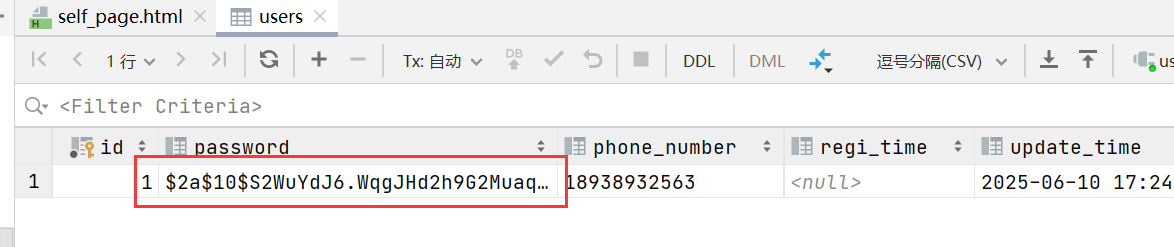 self_page.html users
1 行 Tx: 自动 DB DDL DML 逗号分隔(CSV) us
<Filter Criteria>
id password phone_number regi_time update_time
1 1 $2a$10$S2WuYdJ6.WqgJHd2h9G2Muaq… 18938932563 <null> 2025-06-10 17:24